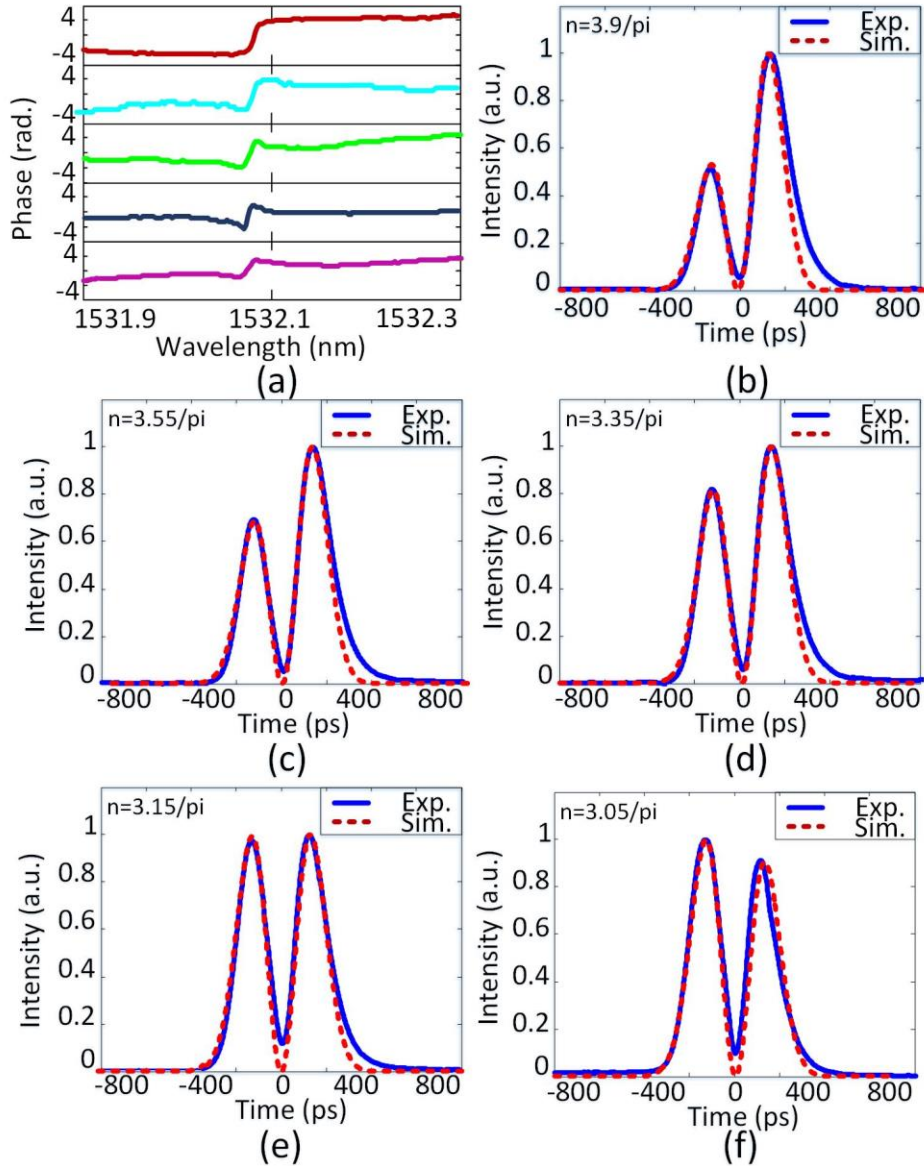 4
-4
4
-4
4
-4
4
-4
4
-4
Phase (rad.)
1531.9 1532.1 1532.3
Wavelength (nm)
(a)
n=3.9/pi
Exp.
Sim.
1
0.8
0.6
0.4
0.2
0
Intensity (a.u.)
-800 -400 0 400 800
Time (ps)
(b)
n=3.55/pi
Exp.
Sim.
1
0.8
0.6
0.4
0.2
0
Intensity (a.u.)
-800 -400 0 400 800
Time (ps)
(c)
n=3.35/pi
Exp.
Sim.
1
0.8
0.6
0.4
0.2
0
Intensity (a.u.)
-800 -400 0 400 800
Time (ps)
(d)
n=3.15/pi
Exp.
Sim.
1
0.8
0.6
0.4
0.2
0
Intensity (a.u.)
-800 -400 0 400 800
Time (ps)
(e)
n=3.05/pi
Exp.
Sim.
1
0.8
0.6
0.4
0.2
0
Intensity (a.u.)
-800 -400 0 400 800
Time (ps)
(f)